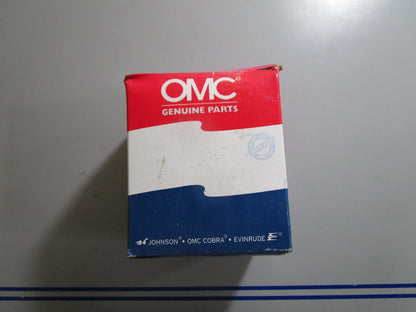 OMC
GENUINE PARTS
JOHNSON • OMC COBRA • EVINRUDE E